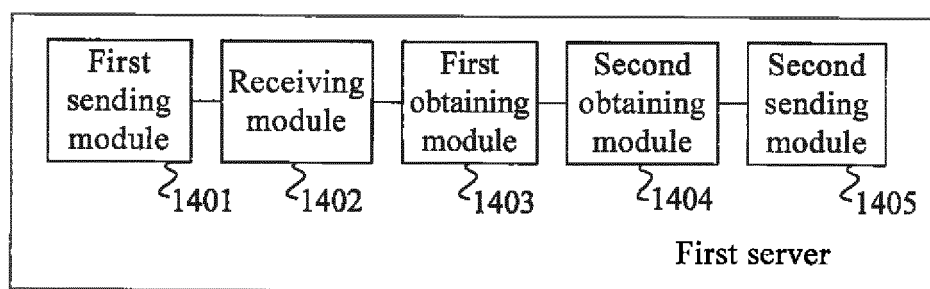 First
sending
module
Receiving
module
First
obtaining
module
Second
obtaining
module
Second
sending
module
1401
1402
1403
1404
1405
First server